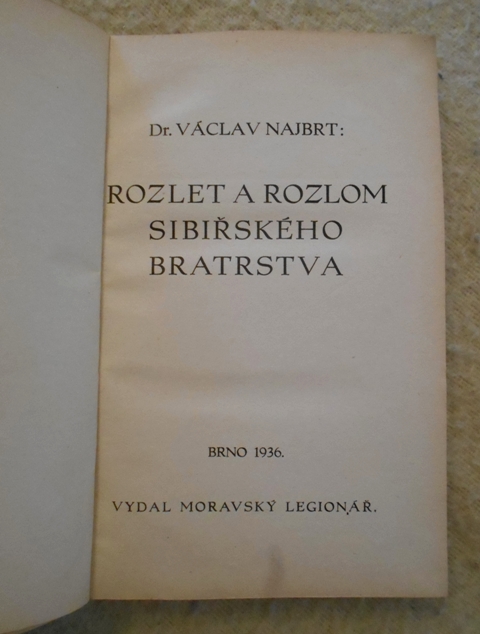 Dr. VÁCLAV NAJBRT:
ROZLET A ROZLOM
SIBIŘSKÉHO
BRATRSTVA
BRNO 1936.
VYDAL MORAVSKÝ LEGIONÁŘ.